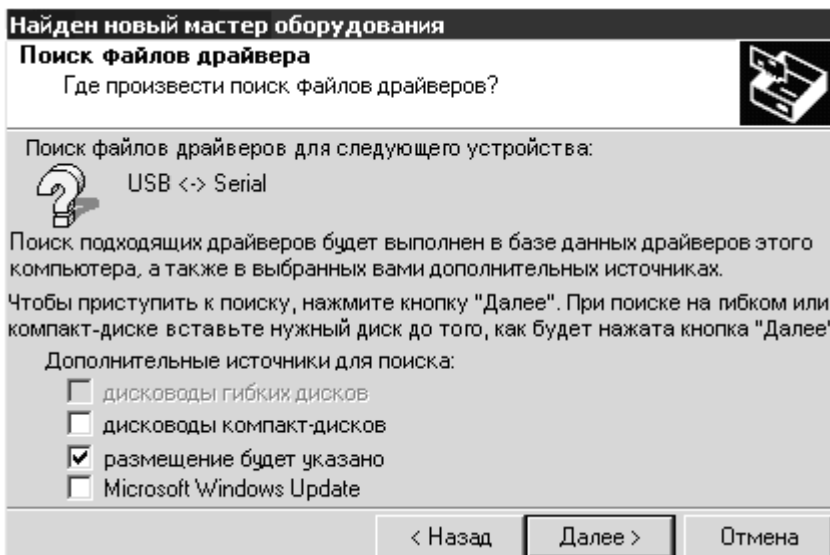 Найден новый мастер оборудования
Поиск файлов драйвера
Где произвести поиск файлов драйверов?
Поиск файлов драйверов для следующего устройства:
USB <-> Serial
Поиск подходящих драйверов будет выполнен в базе данных драйверов этого
компьютера, а также в выбранных вами дополнительных источниках.
Чтобы приступить к поиску, нажмите кнопку "Далее". При поиске на гибком или
компакт-диске вставьте нужный диск до того, как будет нажата кнопка "Далее"
Дополнительные источники для поиска:
дисководы гибких дисков
дисководы компакт-дисков
размещение будет указано
Microsoft Windows Update
< Назад
Далее >
Отмена